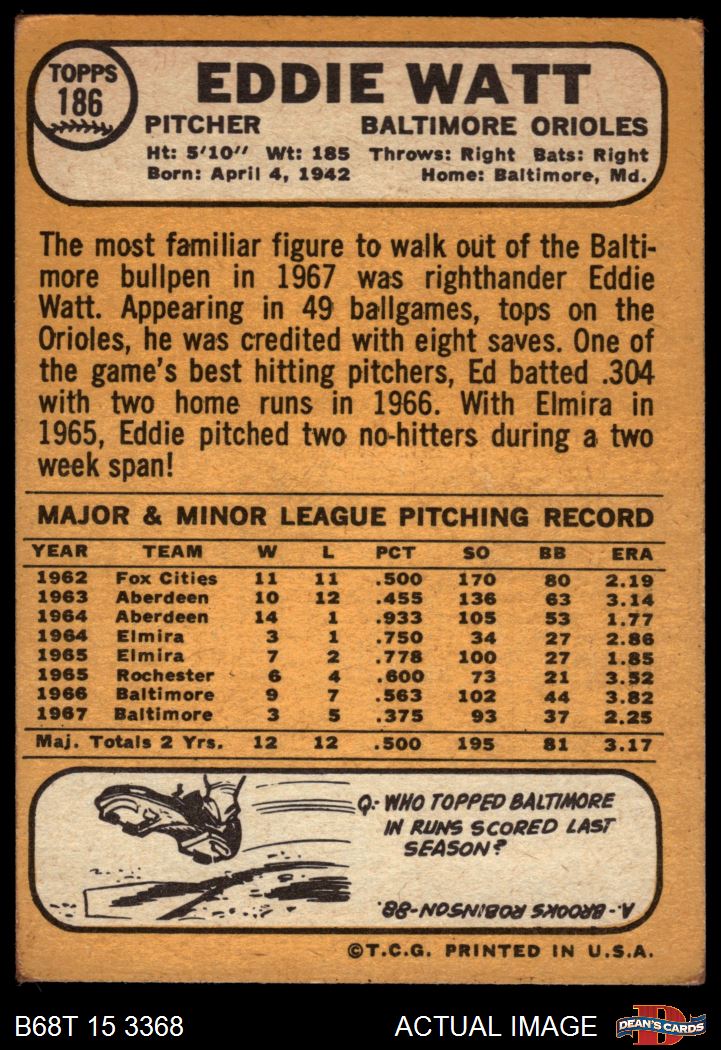 TOPPS
186
EDDIE WATT
PITCHER BALTIMORE ORIOLES
Ht: 5'10" Wt: 185 Throws: Right Bats: Right
Born: April 4, 1942 Home: Baltimore, Md.
The most familiar figure to walk out of the Balti-
more bullpen in 1967 was righthander Eddie
Watt. Appearing in 49 ballgames, tops on the
Orioles, he was credited with eight saves. One of
the game's best hitting pitchers, Ed batted .304
with two home runs in 1966. With Elmira in
1965, Eddie pitched two no-hitters during a two
week span!
MAJOR & MINOR LEAGUE PITCHING RECORD
YEAR TEAM W L PCT SO BB ERA
1962 Fox Cities 11 11 .500 170 80 2.19
1963 Aberdeen 10 12 .455 136 63 3.14
1964 Aberdeen 14 1 .933 105 53 1.77
1964 Elmira 3 1 .750 34 27 2.86
1965 Elmira 7 2 .778 100 27 1.85
1965 Rochester 6 4 .600 73 21 3.52
1966 Baltimore 9 7 .563 102 44 3.82
1967 Baltimore 3 5 .375 93 37 2.25
Maj. Totals 2 Yrs. 12 12 .500 195 81 3.17
Q:- WHO TOPPED BALTIMORE
IN RUNS SCORED LAST
SEASON?
A.- BROOKS ROBINSON-88.
©T.C.G. PRINTED IN U.S.A.
B68T 15 3368 ACTUAL IMAGE
D
DEAN'S CARDS